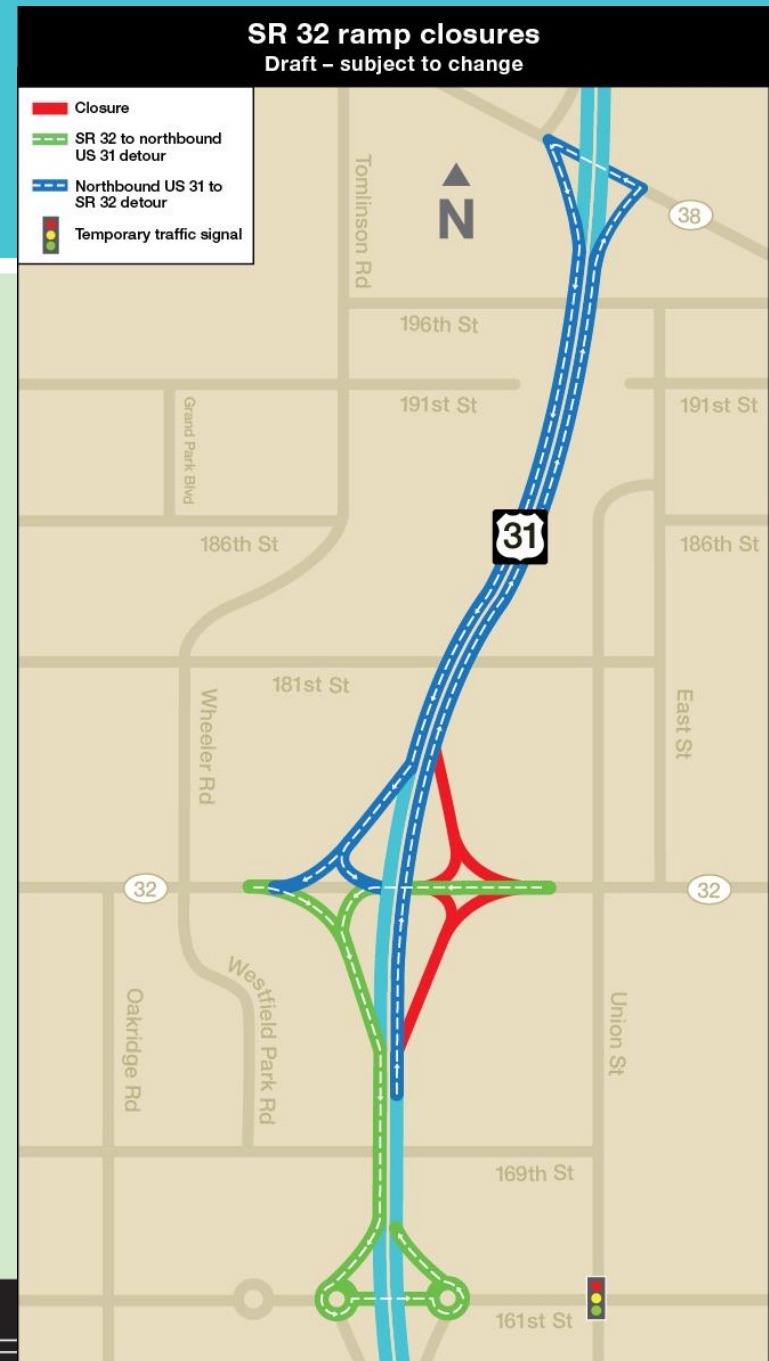 SR 32 ramp closures
Draft – subject to change
Closure
SR 32 to northbound
US 31 detour
Northbound US 31 to
SR 32 detour
Temporary traffic signal
Tomlinson Rd
N
38
196th St
191st St
191st St
Grand Park Blvd
31
186th St
186th St
181st St
Wheeler Rd
East St
32
32
Westfield Park Rd
Oakridge Rd
Union St
169th St
161st St